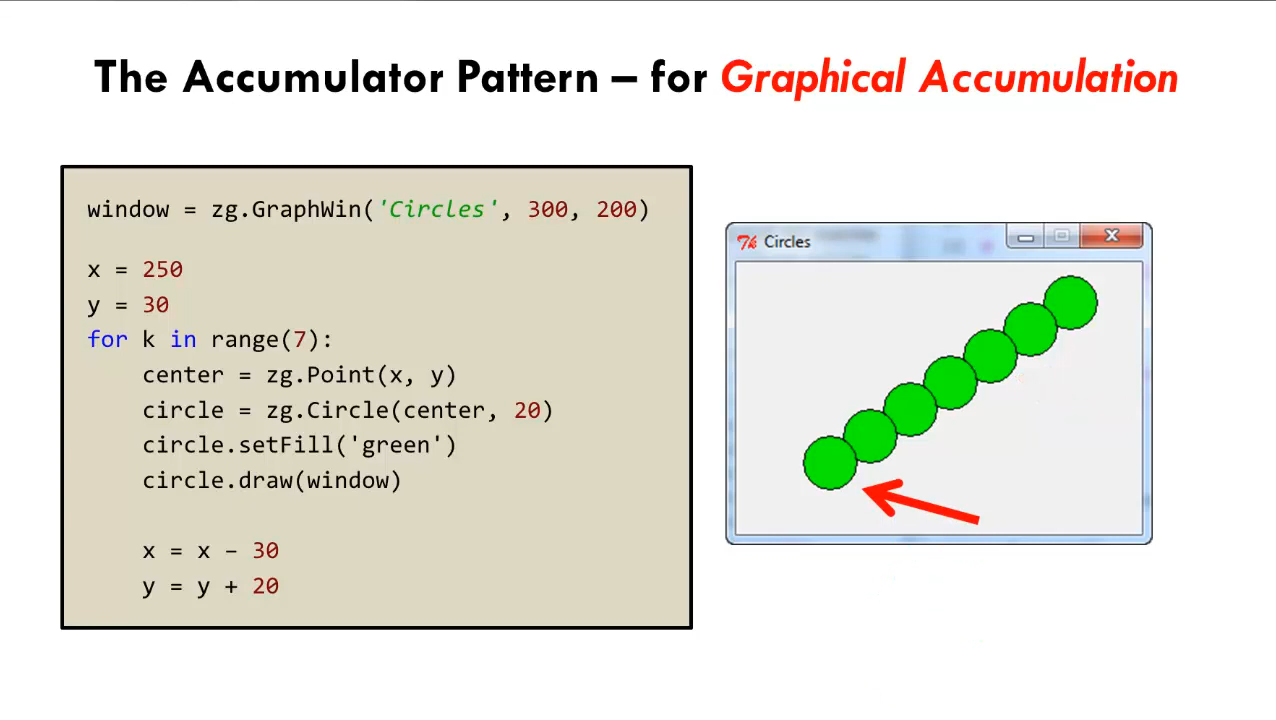 The Accumulator Pattern – for Graphical Accumulation
window = zg.GraphWin('Circles', 300, 200)
x = 250
y = 30
for k in range(7):
    center = zg.Point(x, y)
    circle = zg.Circle(center, 20)
    circle.setFill('green')
    circle.draw(window)
    x = x – 30
    y = y + 20
Circles